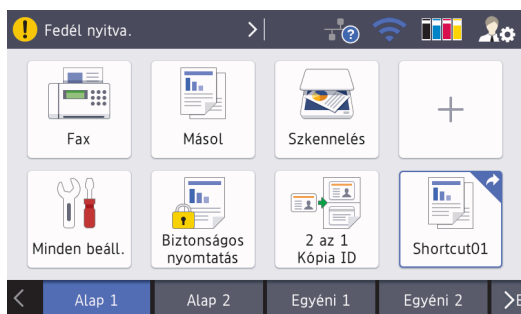 Fedél nyitva.
Fax
Másol
Szkennelés
Minden beáll.
Biztonságos
nyomtatás
2 az 1
Kópia ID
Shortcut01
Alap 1
Alap 2
Egyéni 1
Egyéni 2